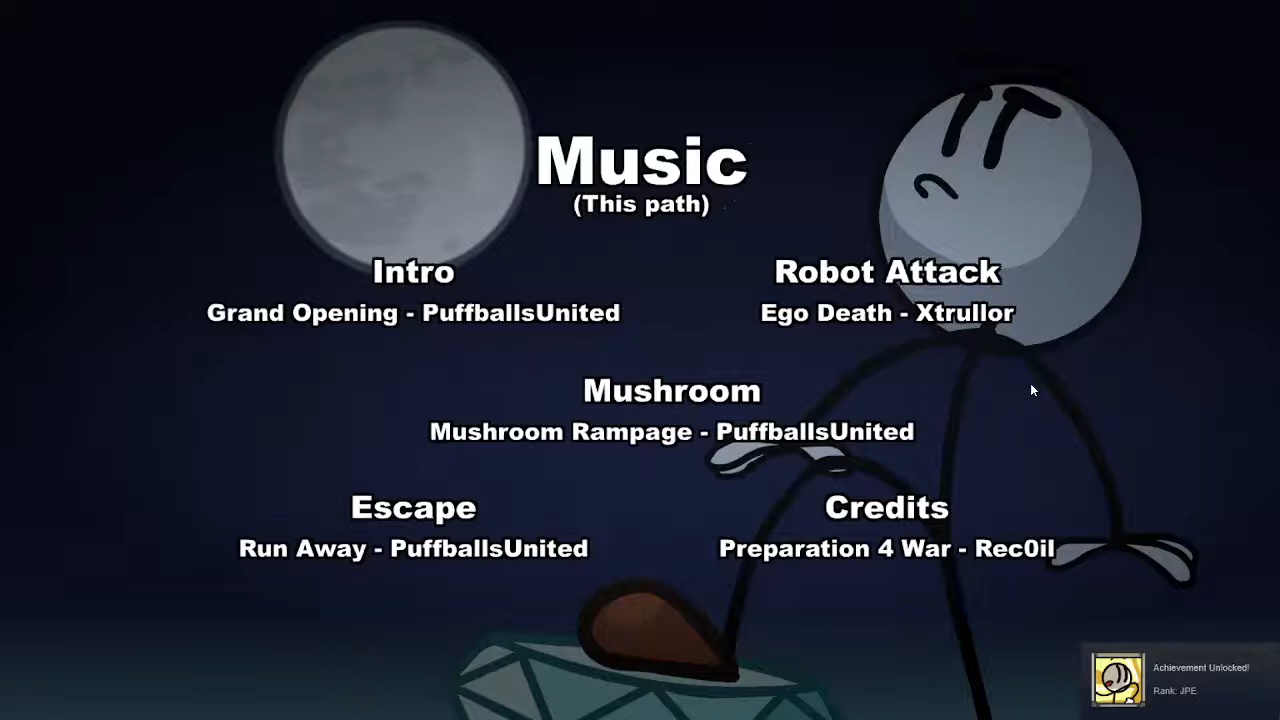 Music
(This path)
Intro
Grand Opening - PuffballsUnited
Robot Attack
Ego Death - Xtrullor
Mushroom
Mushroom Rampage - PuffballsUnited
Escape
Run Away - PuffballsUnited
Credits
Preparation 4 War - Rec0il
Achievement Unlocked!
Rank: JPE